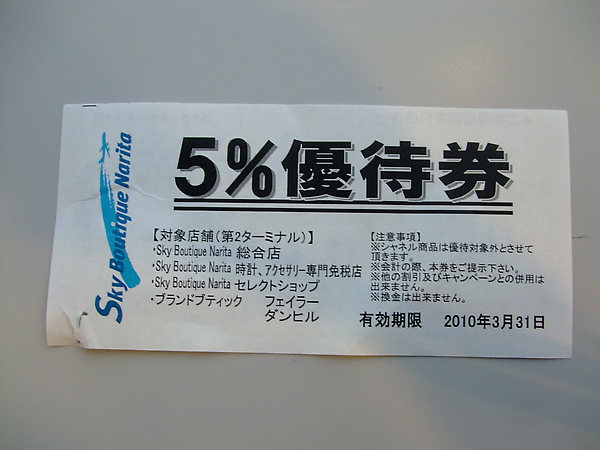 Sky Boutique Narita
5%優待券
【対象店舗(第2ターミナル)】
・Sky Boutique Narita 総合店
・Sky Boutique Narita 時計、アクセサリー専門免税店
・Sky Boutique Narita セレクトショップ
・ブランドブティック フェイラー
ダンヒル
【注意事項】
※シャネル商品は優待対象外とさせて
頂きます。
※会計の際、本券をご提示下さい。
※他の割引及びキャンペーンとの併用は
出来ません。
※換金は出来ません。
有効期限 2010年3月31日